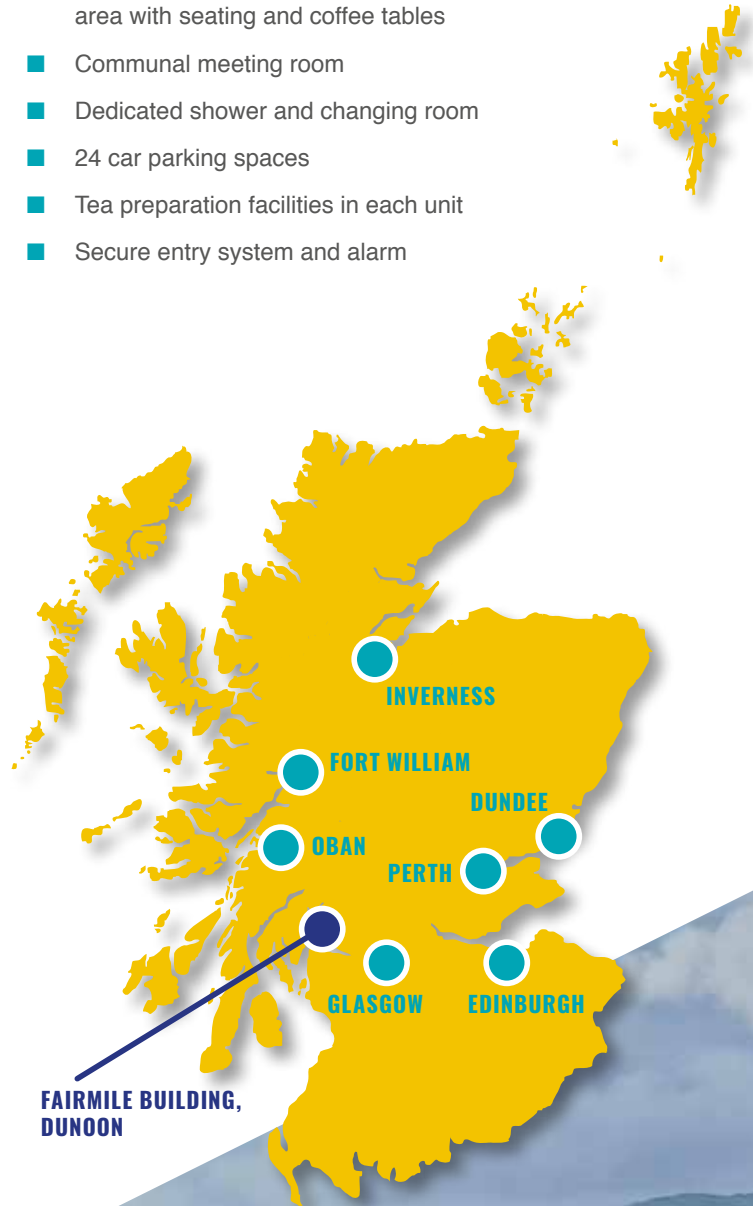 area with seating and coffee tables
Communal meeting room
Dedicated shower and changing room
24 car parking spaces
Tea preparation facilities in each unit
Secure entry system and alarm
INVERNESS
FORT WILLIAM
DUNDEE
OBAN
PERTH
GLASGOW
EDINBURGH
FAIRMILE BUILDING,
DUNOON